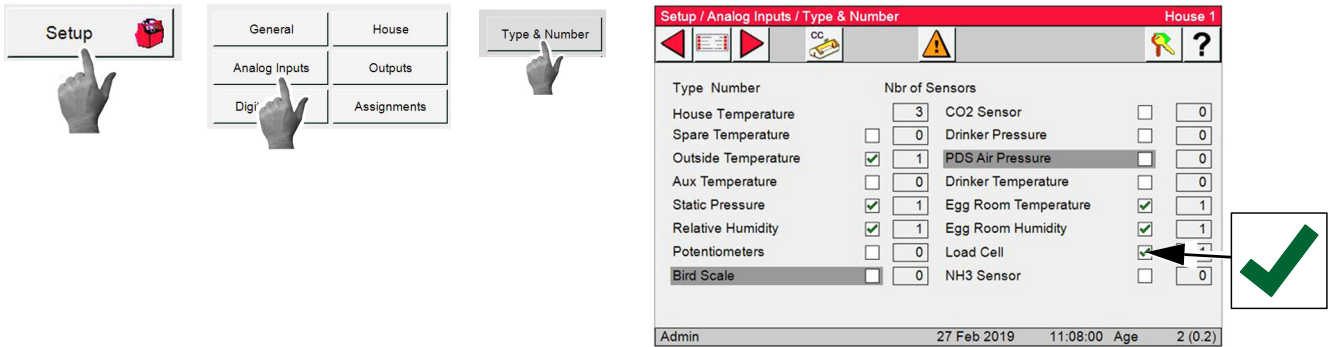 Setup
General
House
Analog Inputs
Outputs
Assignments
Type & Number
Setup / Analog Inputs / Type & Number House 1
CC
?
Type Number Nbr of Sensors
House Temperature 3 CO2 Sensor 0
Spare Temperature 0 Drinker Pressure 0
Outside Temperature 1 PDS Air Pressure 0
Aux Temperature 0 Drinker Temperature 0
Static Pressure 1 Egg Room Temperature 1
Relative Humidity 1 Egg Room Humidity 1
Potentiometers 0 Load Cell 1
Bird Scale 0 NH3 Sensor 0
Admin 27 Feb 2019 11:08:00 Age 2 (0.2)